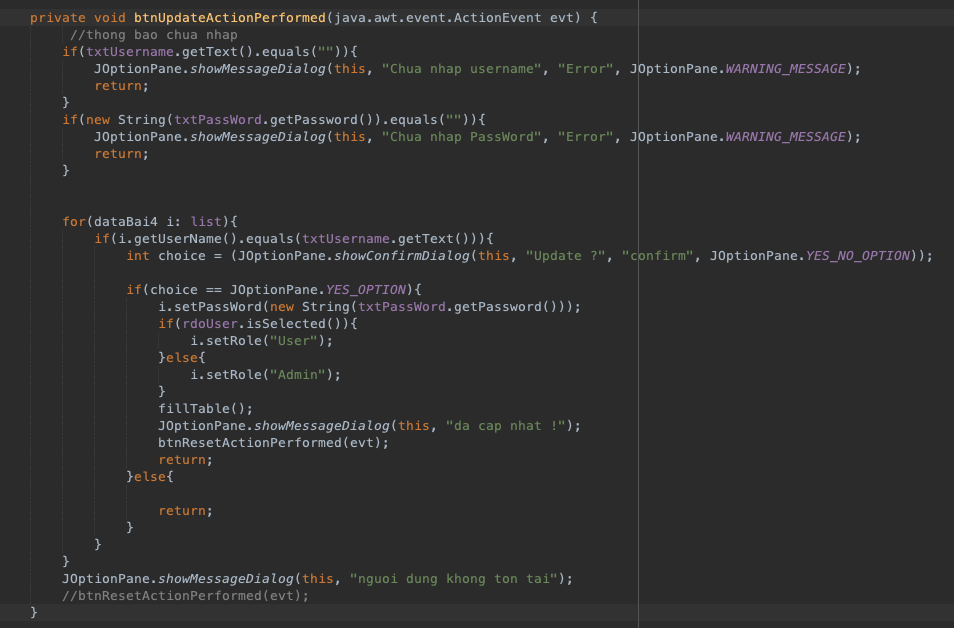 private void btnUpdateActionPerformed(java.awt.event.ActionEvent evt) {
//thong bao chua nhap
if(txtUsername.getText().equals("")){
JOptionPane.showMessageDialog(this, "Chua nhap username", "Error", JOptionPane.WARNING_MESSAGE);
return;
}
if(new String(txtPassWord.getPassword()).equals("")){
JOptionPane.showMessageDialog(this, "Chua nhap PassWord", "Error", JOptionPane.WARNING_MESSAGE);
return;
}
for(dataBai4 i: list){
if(i.getUserName().equals(txtUsername.getText())){
int choice = (JOptionPane.showConfirmDialog(this, "Update ?", "confirm", JOptionPane.YES_NO_OPTION));
if(choice == JOptionPane.YES_OPTION){
i.setPassWord(new String(txtPassWord.getPassword()));
if(rdoUser.isSelected()){
i.setRole("User");
}else{
i.setRole("Admin");
}
fillTable();
JOptionPane.showMessageDialog(this, "da cap nhat !");
btnResetActionPerformed(evt);
return;
}else{
return;
}
}
}
JOptionPane.showMessageDialog(this, "nguoi dung khong ton tai");
//btnResetActionPerformed(evt);
}